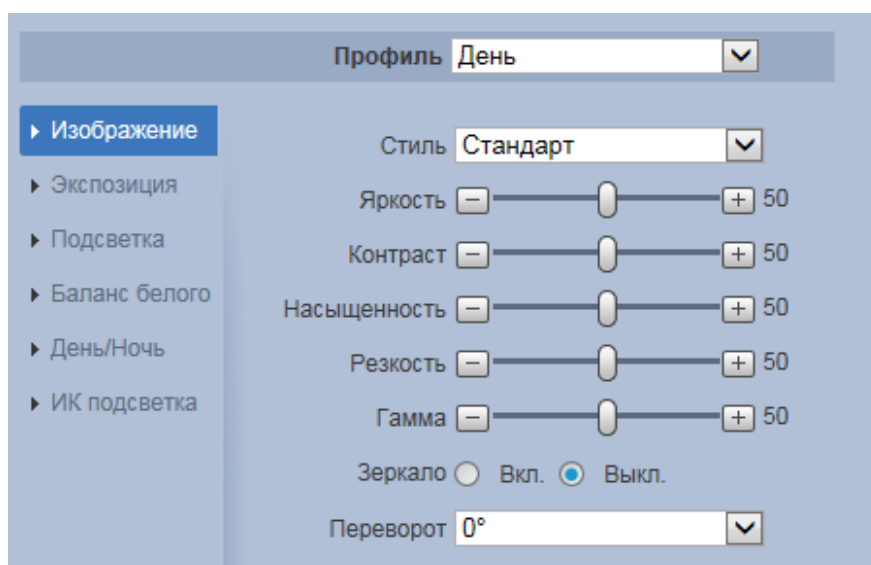 Профиль День
Изображение
Экспозиция
Подсветка
Баланс белого
День/Ночь
ИК подсветка
Стиль Стандарт
Яркость 50
Контраст 50
Насыщенность 50
Резкость 50
Гамма 50
Зеркало Вкл. Выкл.
Переворот 0°